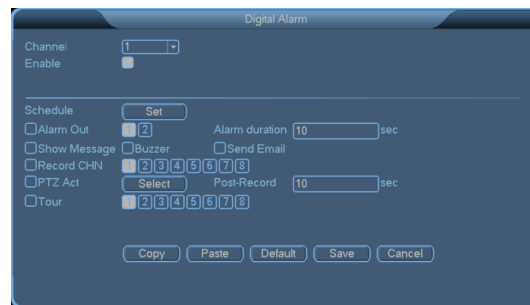 Digital Alarm
Channel 1
Enable
Schedule Set
Alarm Out 1 2 Alarm duration 10 sec
Show Message Buzzer Send Email
Record CHN 1 2 3 4 5 6 7 8
PTZ Act Select Post-Record 10 sec
Tour 1 2 3 4 5 6 7 8
Copy Paste Default Save Cancel